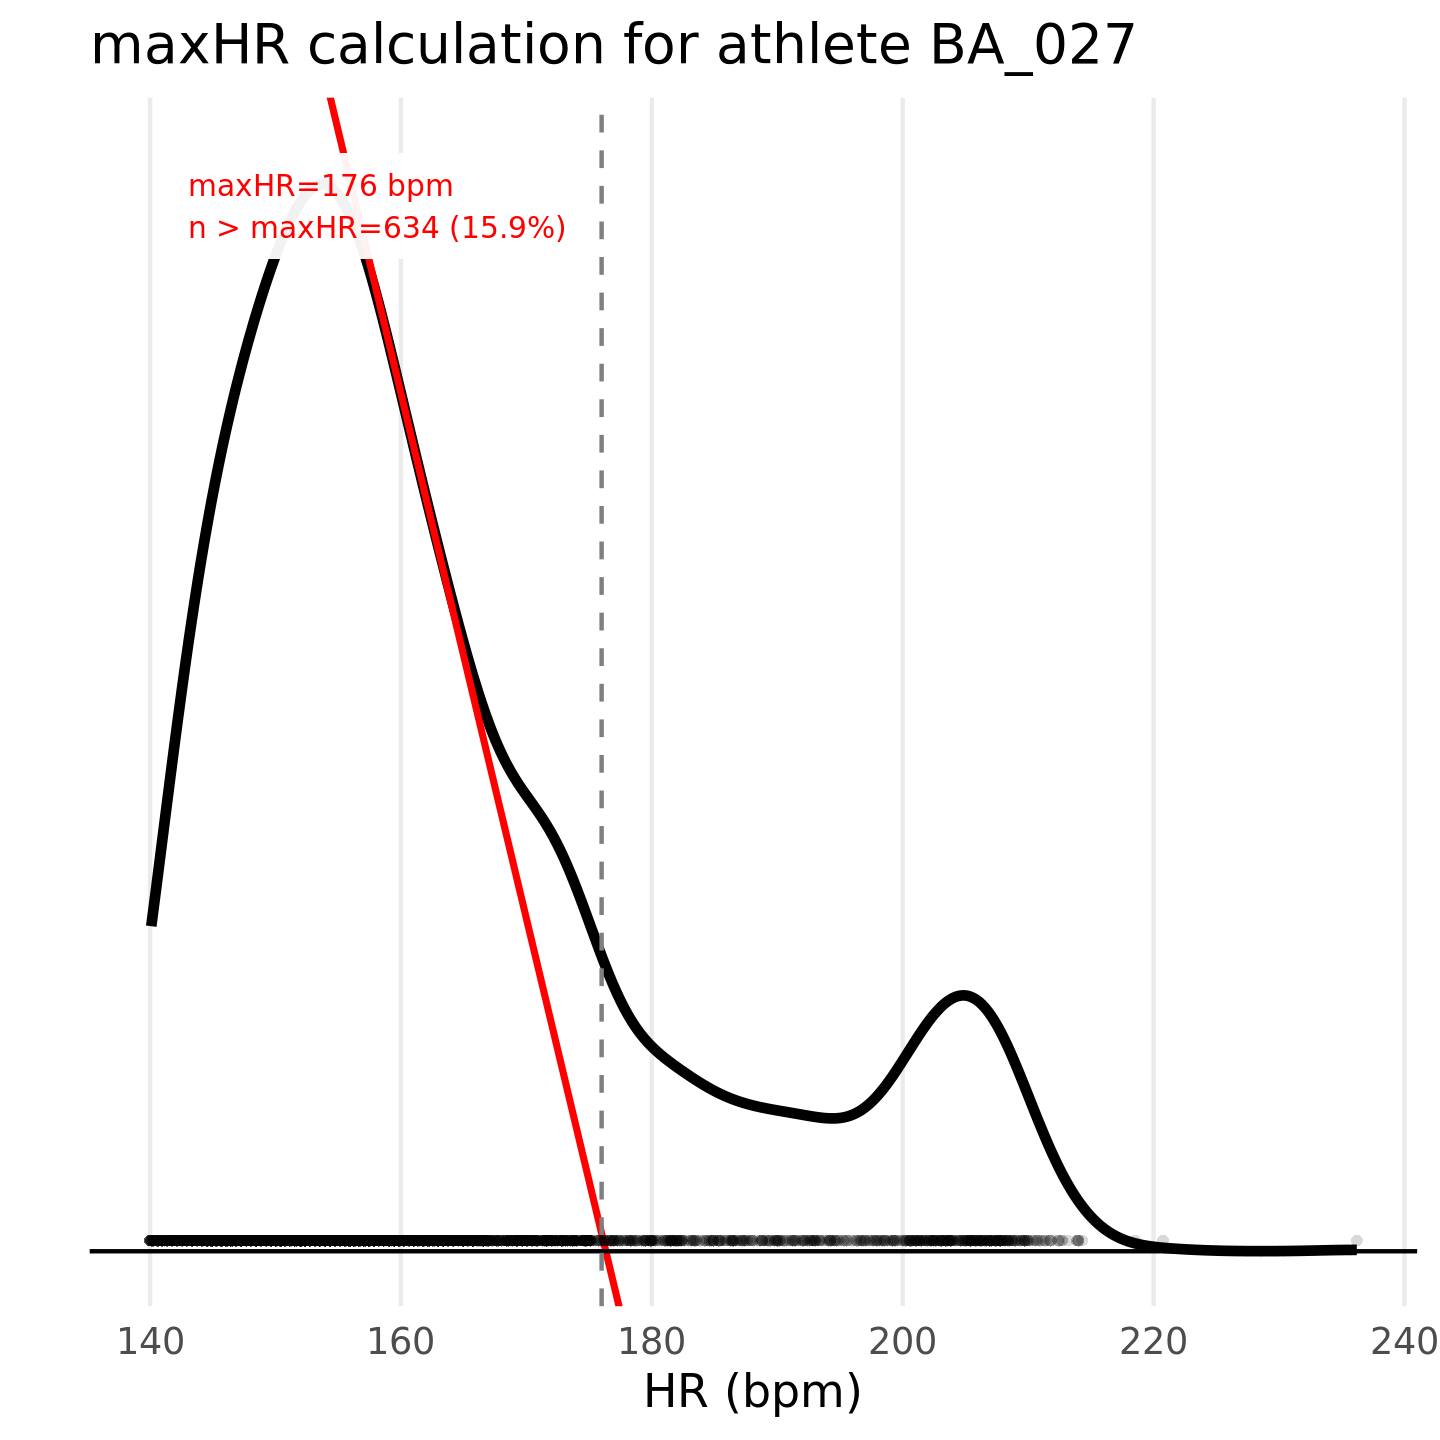 maxHR calculation for athlete BA_027
maxHR=176 bpm
n > maxHR=634 (15.9%)
140 160 180 200 220 240
HR (bpm)